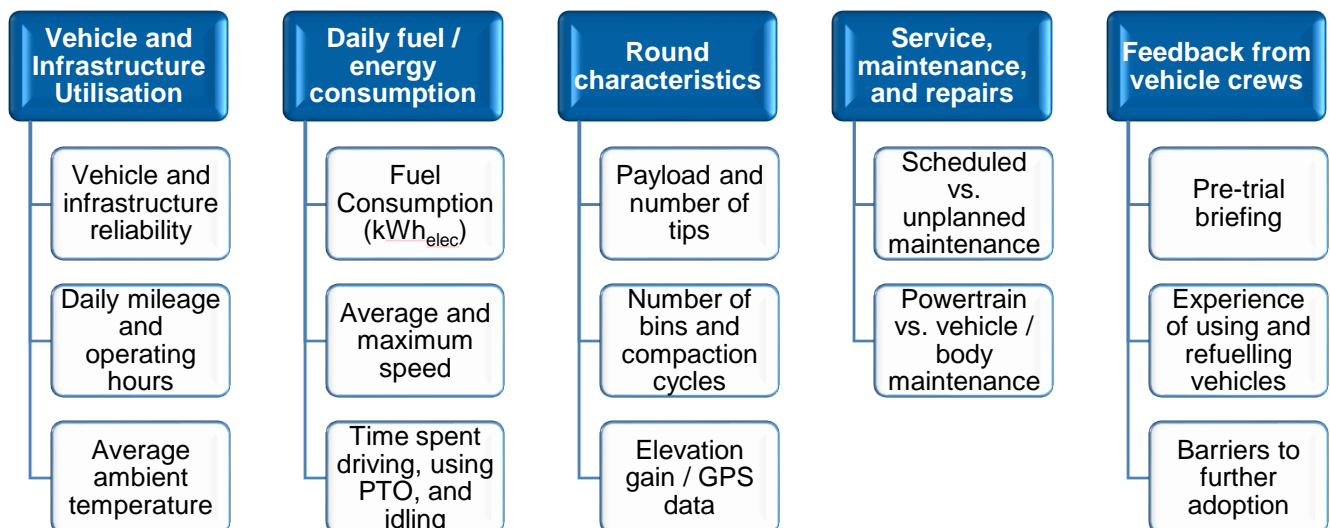 Vehicle and
Infrastructure
Utilisation
Vehicle and
infrastructure
reliability
Daily mileage
and
operating
hours
Average
ambient
temperature
Daily fuel /
energy
consumption
Fuel
Consumption
(kWhelec)
Average and
maximum
speed
Time spent
driving, using
PTO, and
idling
Round
characteristics
Payload and
number of
tips
Number of
bins and
compaction
cycles
Elevation
gain / GPS
data
Service,
maintenance,
and repairs
Scheduled
vs.
unplanned
maintenance
Powertrain
vs. vehicle /
body
maintenance
Feedback from
vehicle crews
Pre-trial
briefing
Experience
of using and
refuelling
vehicles
Barriers to
further
adoption